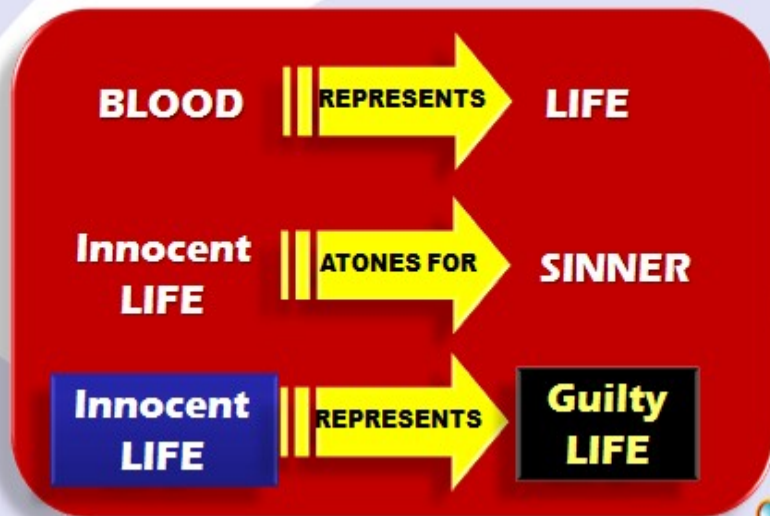 BLOOD REPRESENTS LIFE
Innocent
LIFE
ATONES FOR
SINNER
Innocent
LIFE
REPRESENTS
Guilty
LIFE